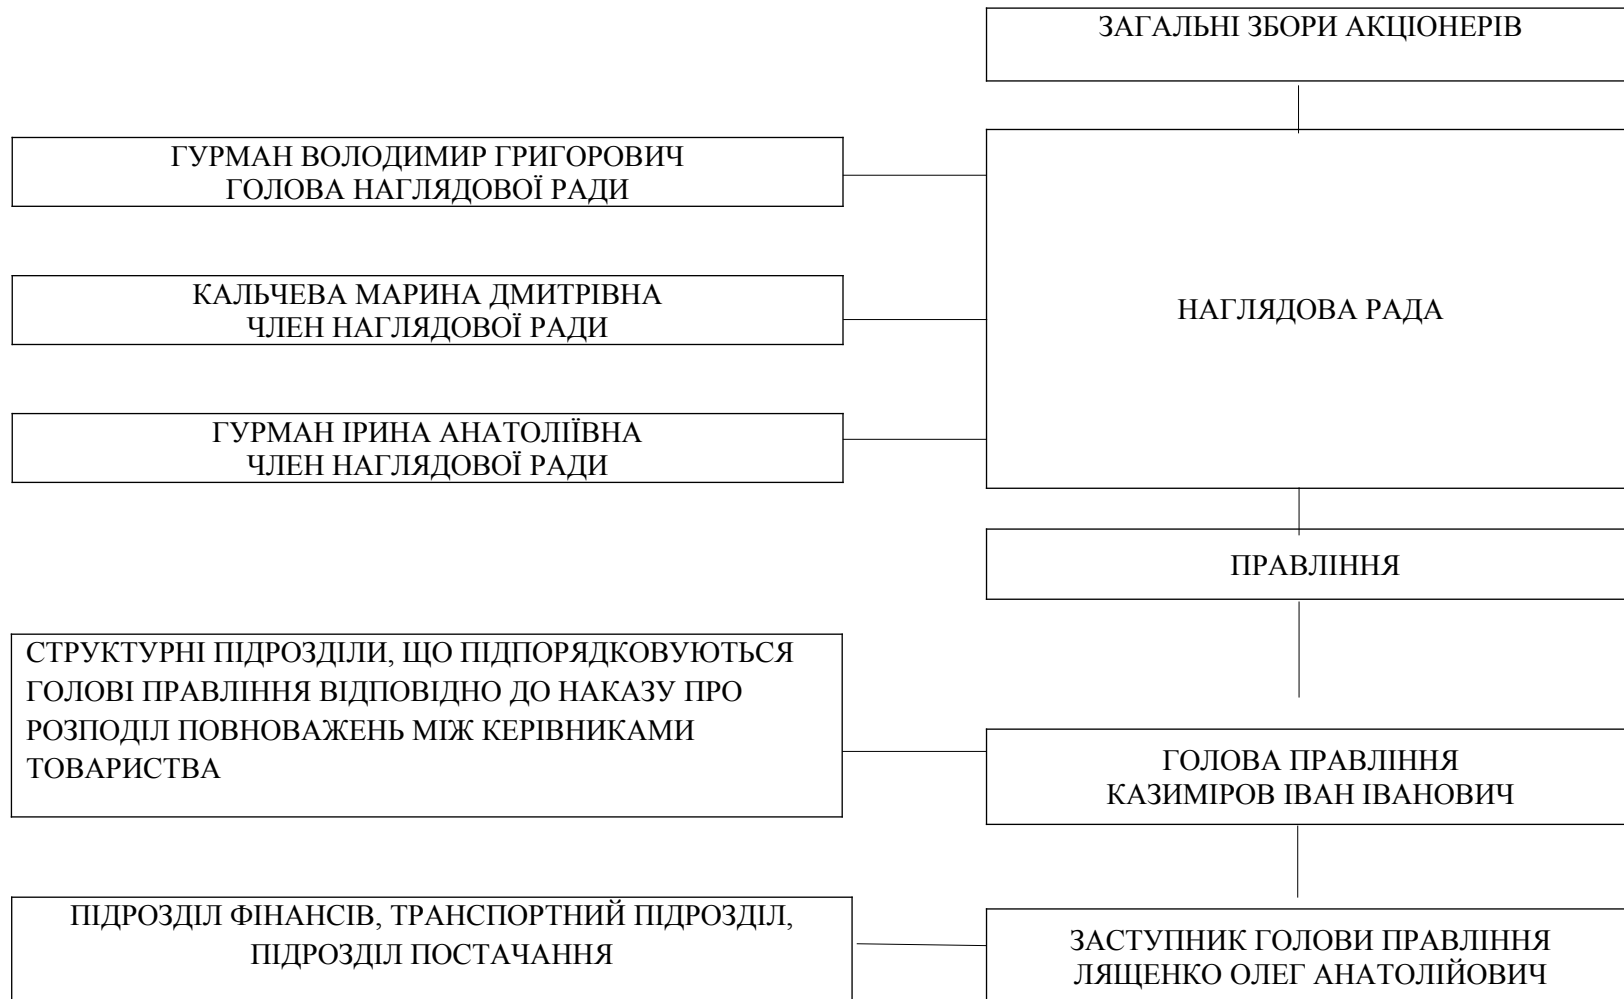 ЗАГАЛЬНІ ЗБОРИ АКЦІОНЕРІВ
ГУРМАН ВОЛОДИМИР ГРИГОРОВИЧ
ГОЛОВА НАГЛЯДОВОЇ РАДИ
КАЛЬЧЕВА МАРИНА ДМИТРІВНА
ЧЛЕН НАГЛЯДОВОЇ РАДИ
НАГЛЯДОВА РАДА
ГУРМАН ІРИНА АНАТОЛІЇВНА
ЧЛЕН НАГЛЯДОВОЇ РАДИ
ПРАВЛІННЯ
СТРУКТУРНІ ПІДРОЗДІЛИ, ЩО ПІДПОРЯДКОВУЮТЬСЯ
ГОЛОВІ ПРАВЛІННЯ ВІДПОВІДНО ДО НАКАЗУ ПРО
РОЗПОДІЛ ПОВНОВАЖЕНЬ МІЖ КЕРІВНИКАМИ
ТОВАРИСТВА
ГОЛОВА ПРАВЛІННЯ
КАЗИМІРОВ ІВАН ІВАНОВИЧ
ПІДРОЗДІЛ ФІНАНСІВ, ТРАНСПОРТНИЙ ПІДРОЗДІЛ,
ПІДРОЗДІЛ ПОСТАЧАННЯ
ЗАСТУПНИК ГОЛОВИ ПРАВЛІННЯ
ЛЯЩЕНКО ОЛЕГ АНАТОЛІЙОВИЧ